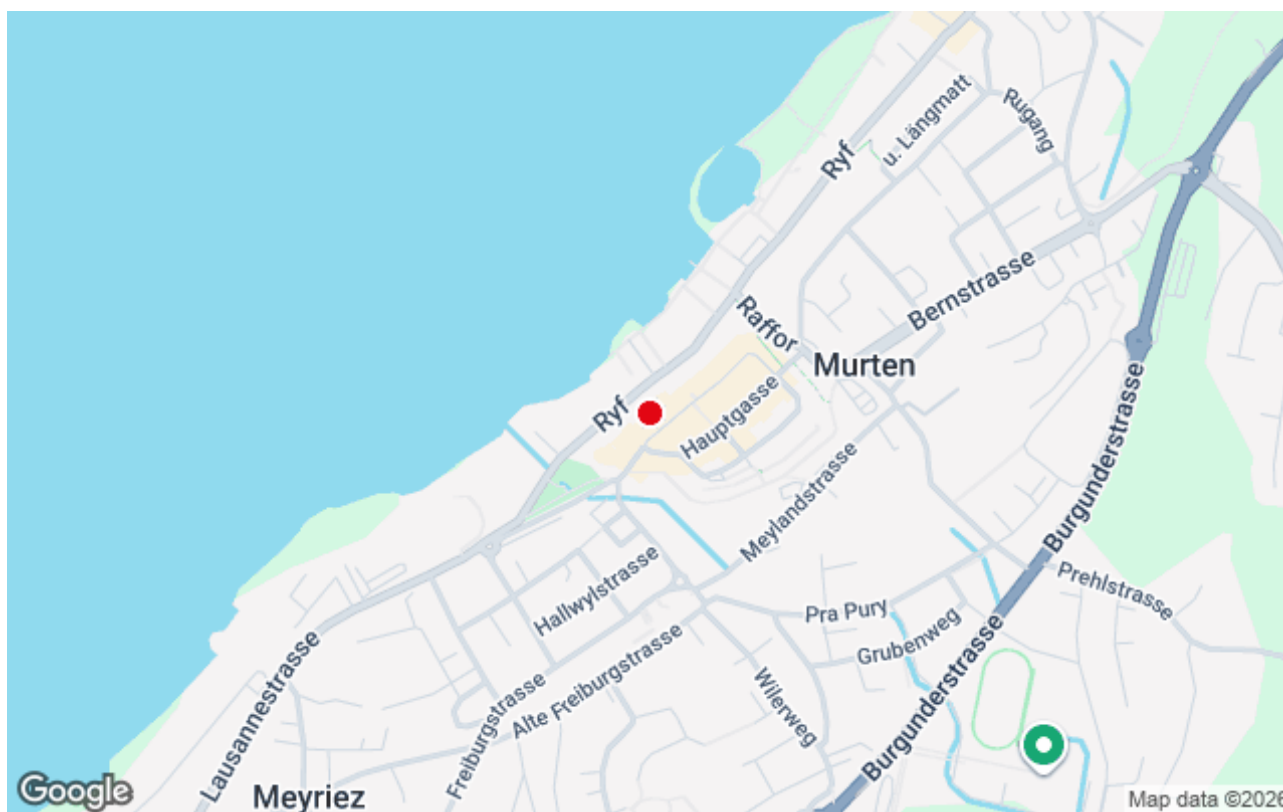 Rugang
u. Längmatt
Ryf
Bernstrasse
Raffor
Murten
Ryf
Hauptgasse
Meylandstrasse
Burgunderstrasse
Hallwylstrasse
Prehlstrasse
Pra Pury
Grubenweg
Lausannestrasse
Freiburgstrasse
Alte Freiburgstrasse
Wilerweg
Burgunderstrasse
Meyriez
Google
Map data ©2026